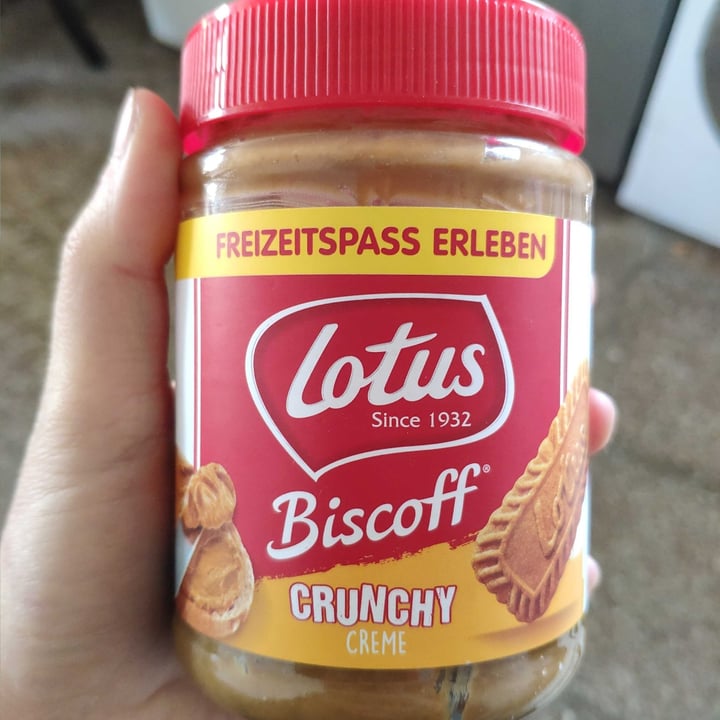 FREIZEITSPASS ERLEBEN
Lotus
Since 1932
Biscoff®
CRUNCHY
CREME